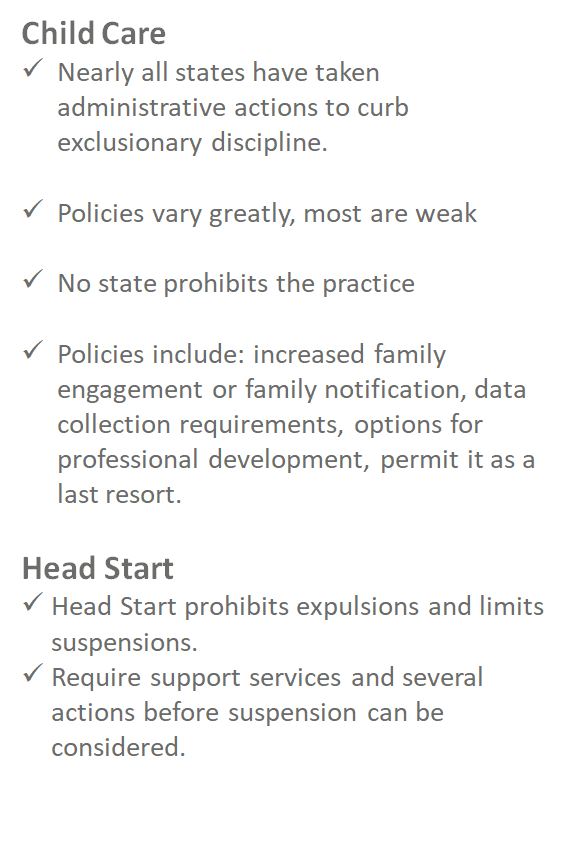 Child Care
✓ Nearly all states have taken
administrative actions to curb
exclusionary discipline.
✓ Policies vary greatly, most are weak
✓ No state prohibits the practice
✓ Policies include: increased family
engagement or family notification, data
collection requirements, options for
professional development, permit it as a
last resort.
Head Start
✓ Head Start prohibits expulsions and limits
suspensions.
✓ Require support services and several
actions before suspension can be
considered.